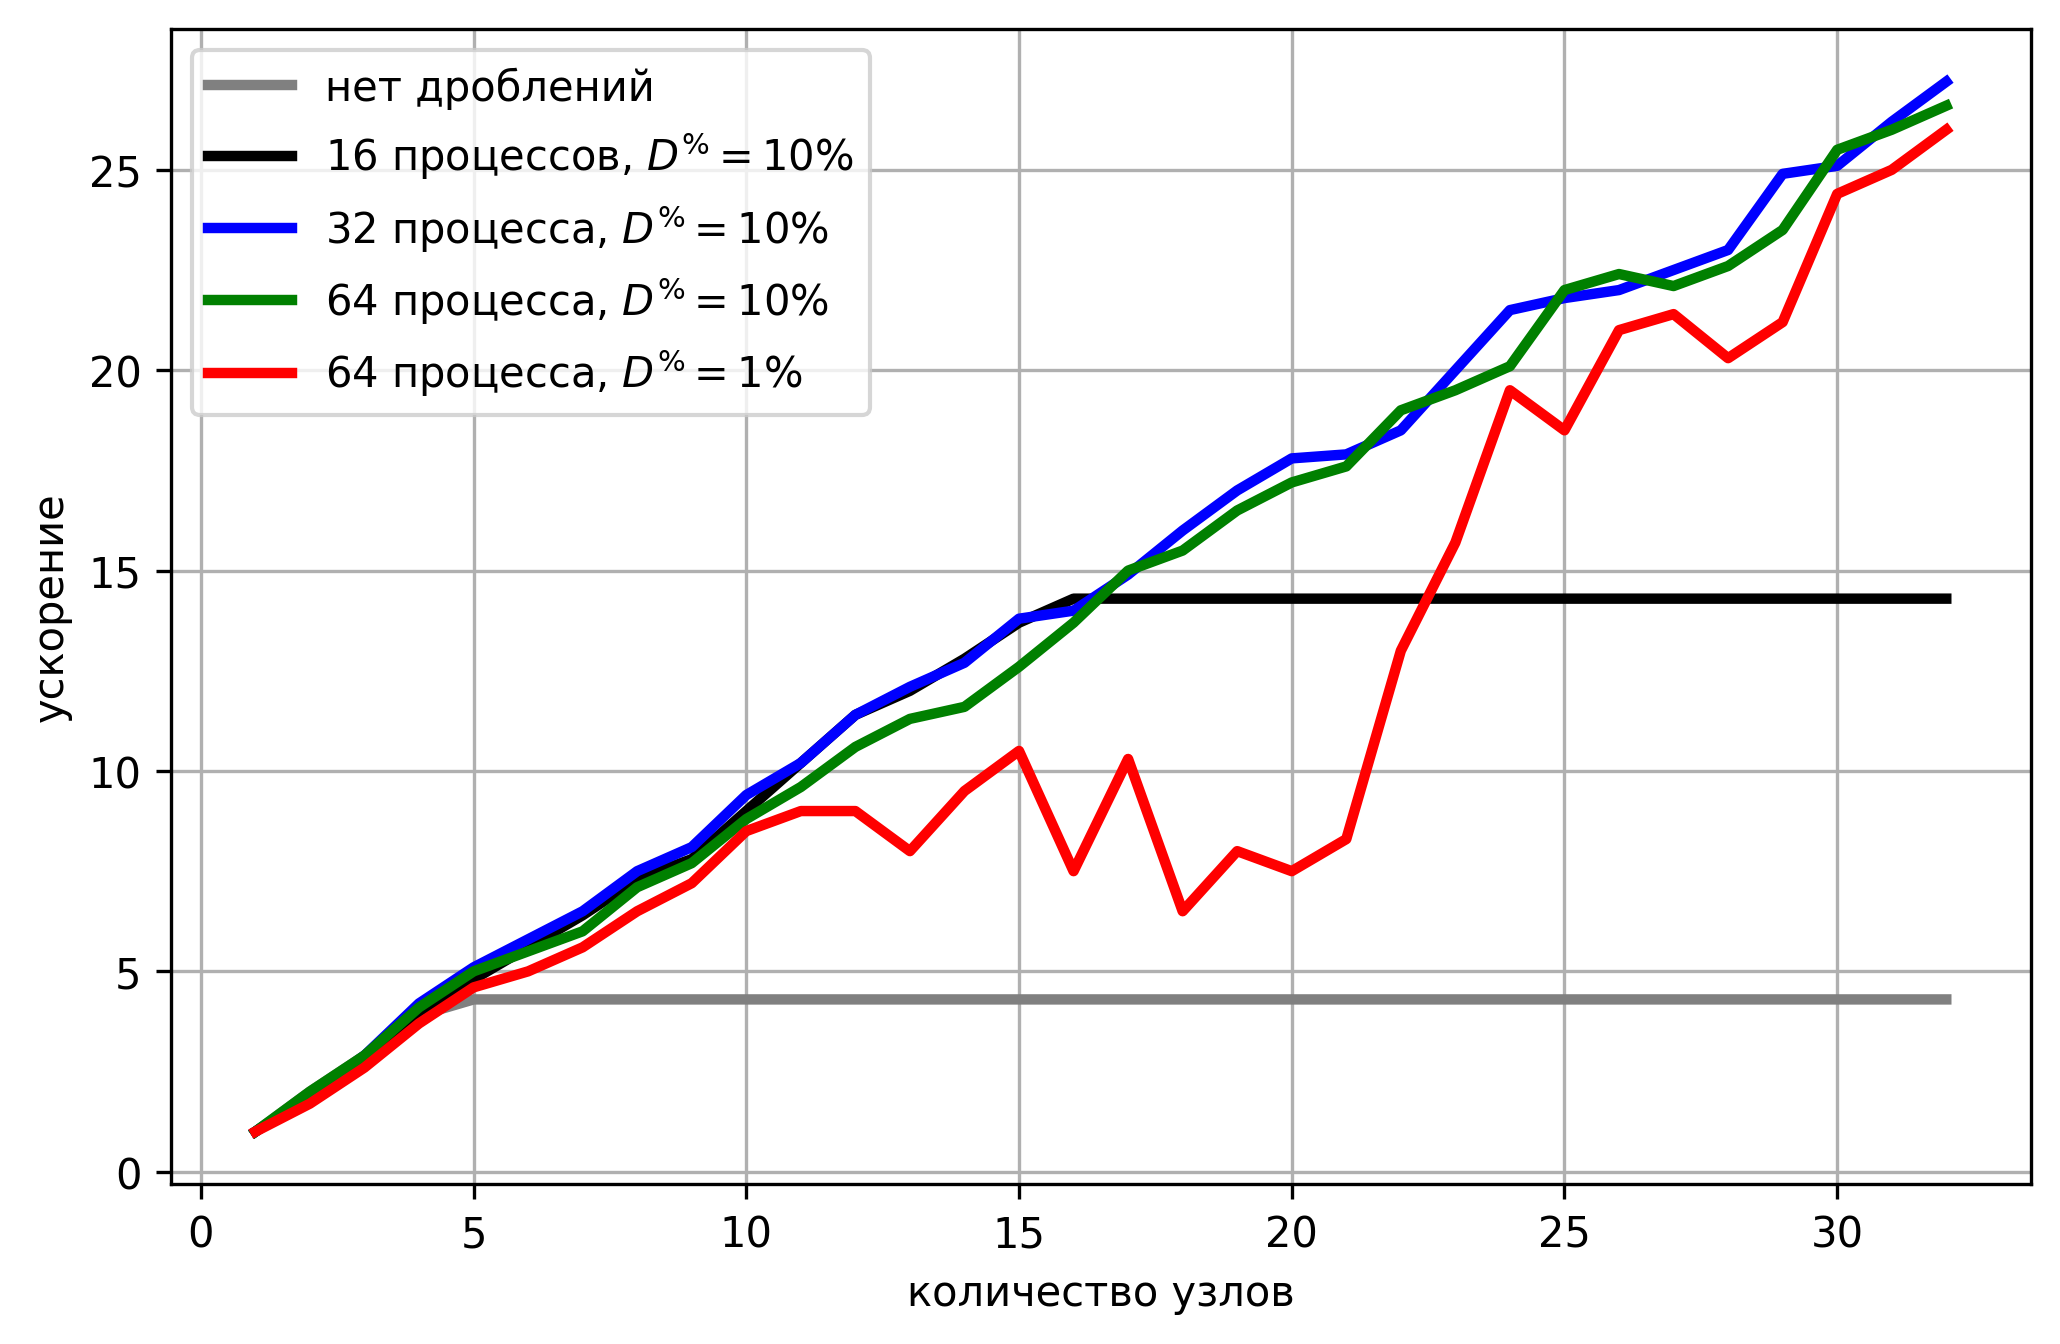 нет дроблений
16 процессов, D% = 10%
32 процесса, D% = 10%
64 процесса, D% = 10%
64 процесса, D% = 1%
25
20
15
10
5
0
ускорение
0 5 10 15 20 25 30
количество узлов